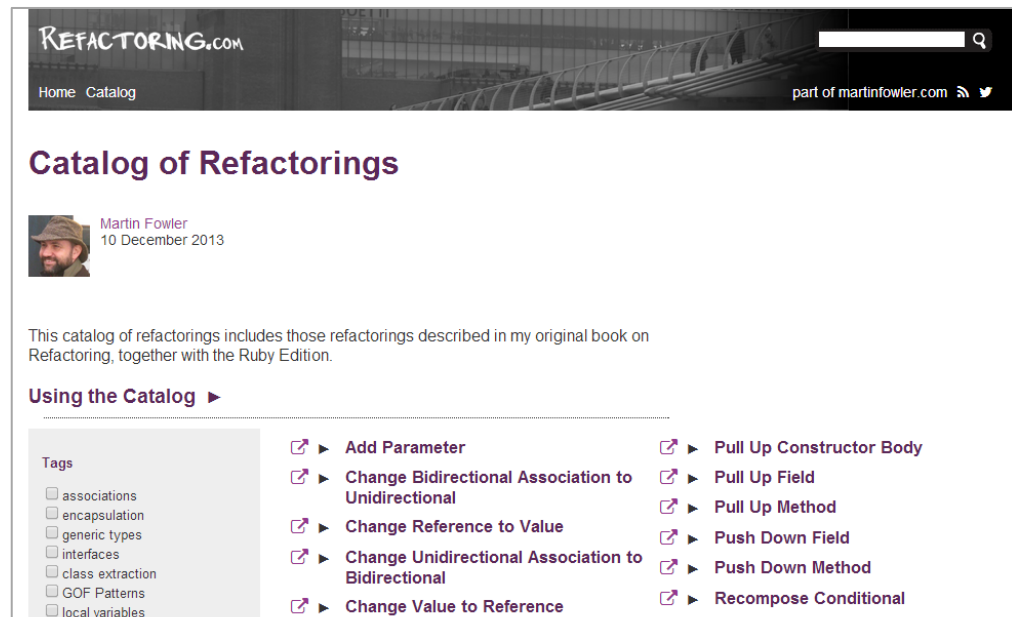 REFACTORING.COM
Home Catalog
part of martinfowler.com
Catalog of Refactorings
Martin Fowler
10 December 2013
This catalog of refactorings includes those refactorings described in my original book on
Refactoring, together with the Ruby Edition.
Using the Catalog ►
Tags
associations
encapsulation
generic types
interfaces
class extraction
GOF Patterns
local variables
Add Parameter
Change Bidirectional Association to
Unidirectional
Change Reference to Value
Change Unidirectional Association to
Bidirectional
Change Value to Reference
Pull Up Constructor Body
Pull Up Field
Pull Up Method
Push Down Field
Push Down Method
Recompose Conditional